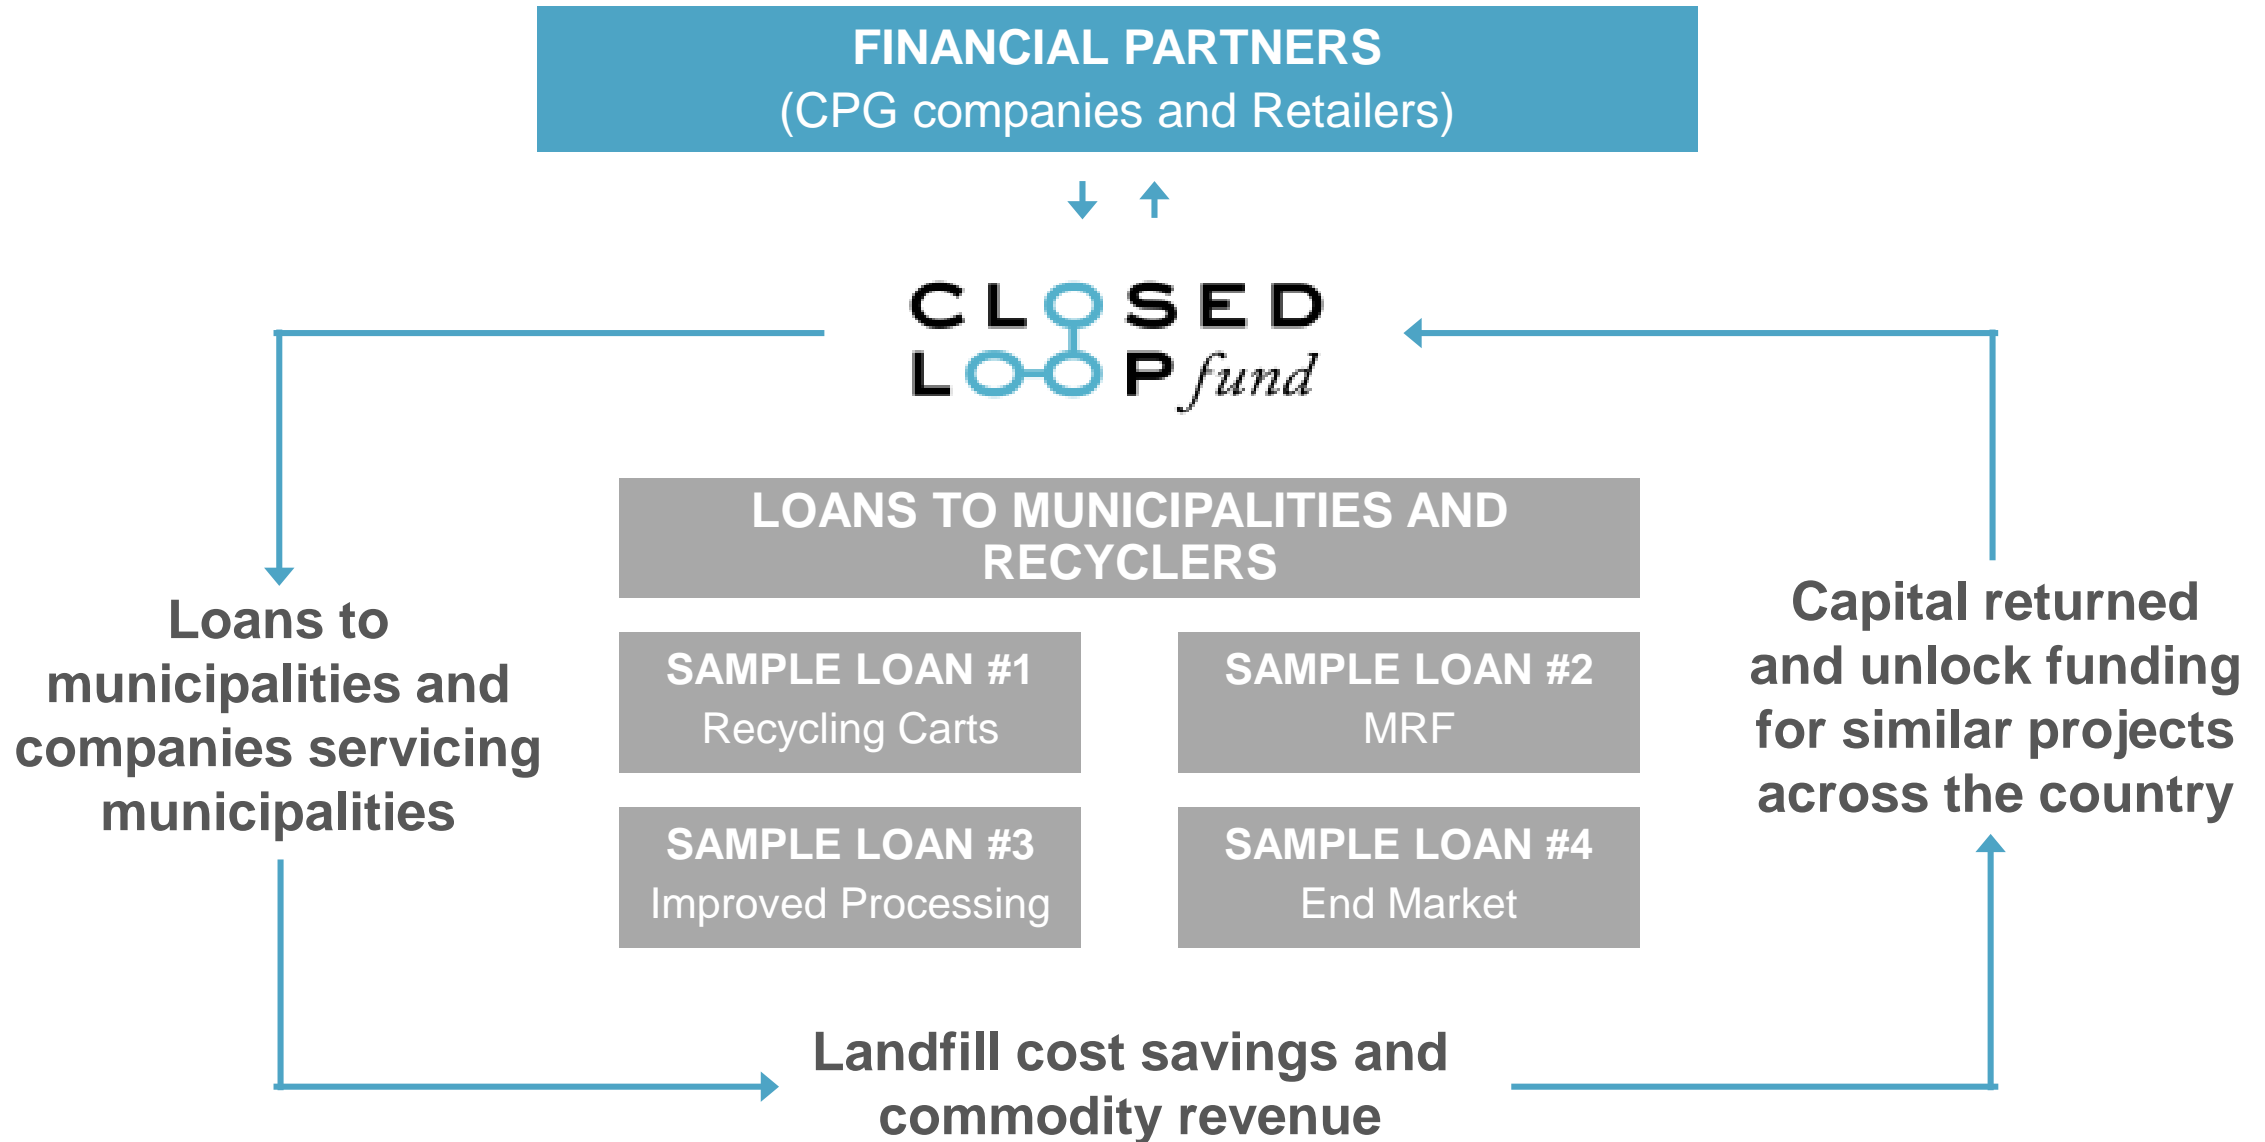 FINANCIAL PARTNERS
(CPG companies and Retailers)
CLOSED
LOOP fund
LOANS TO MUNICIPALITIES AND
RECYCLERS
Loans to
municipalities and
companies servicing
municipalities
SAMPLE LOAN #1
Recycling Carts
SAMPLE LOAN #2
MRF
SAMPLE LOAN #3
Improved Processing
SAMPLE LOAN #4
End Market
Capital returned
and unlock funding
for similar projects
across the country
Landfill cost savings and
commodity revenue